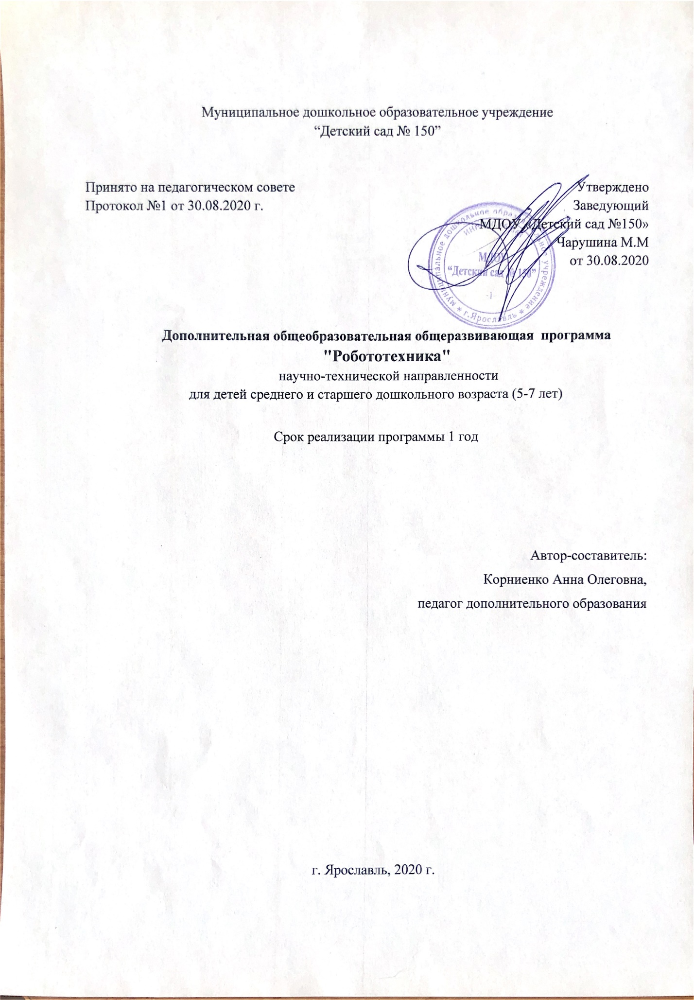 Муниципальное дошкольное образовательное учреждение
“Детский сад № 150”
Принято на педагогическом совете
Протокол №1 от 30.08.2020 г.
Утверждено
Заведующий
МДОУ «Детский сад №150»
Чарушина М.М
от 30.08.2020
муниципальное дошкольное образовательное учреждение * г.Ярославль *
ИНН
МДОУ
“Детский сад № 150”
-1-
Дополнительная общеобразовательная общеразвивающая программа
"Робототехника"
научно-технической направленности
для детей среднего и старшего дошкольного возраста (5-7 лет)
Срок реализации программы 1 год
Автор-составитель:
Корниенко Анна Олеговна,
педагог дополнительного образования
г. Ярославль, 2020 г.